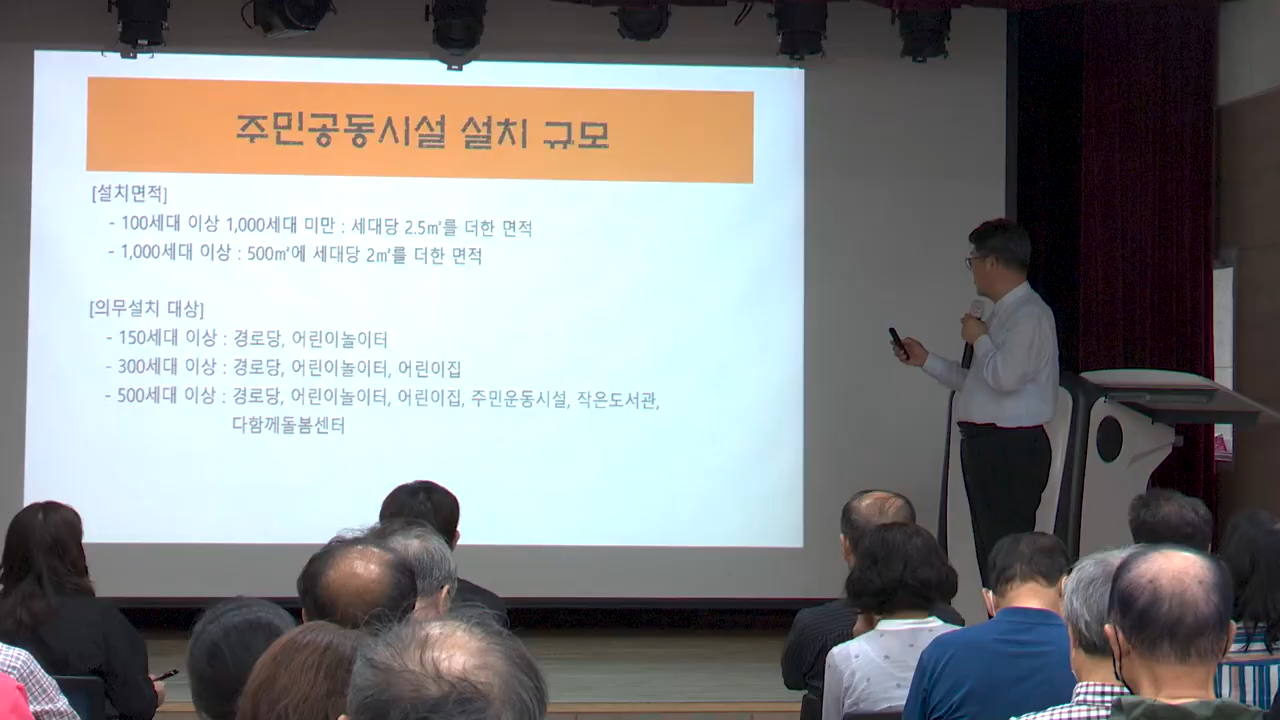 주민공동시설 설치 규모
[설치면적]
- 100세대 이상 1,000세대 미만 : 세대당 2.5㎡를 더한 면적
- 1,000세대 이상 : 500㎡에 세대당 2㎡를 더한 면적
[의무설치 대상]
- 150세대 이상 : 경로당, 어린이놀이터
- 300세대 이상 : 경로당, 어린이놀이터, 어린이집
- 500세대 이상 : 경로당, 어린이놀이터, 어린이집, 주민운동시설, 작은도서관,
다함께돌봄센터